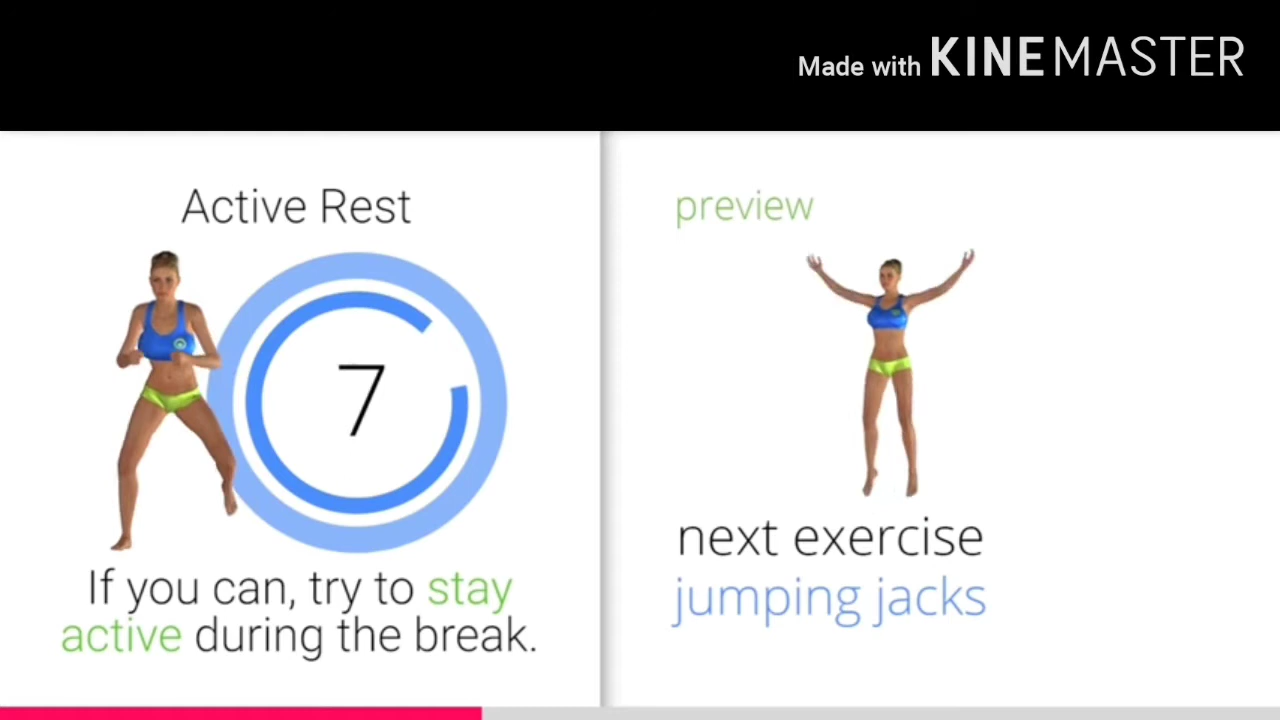 Made with KINEMASTER
Active Rest
7
If you can, try to stay
active during the break.
preview
next exercise
jumping jacks